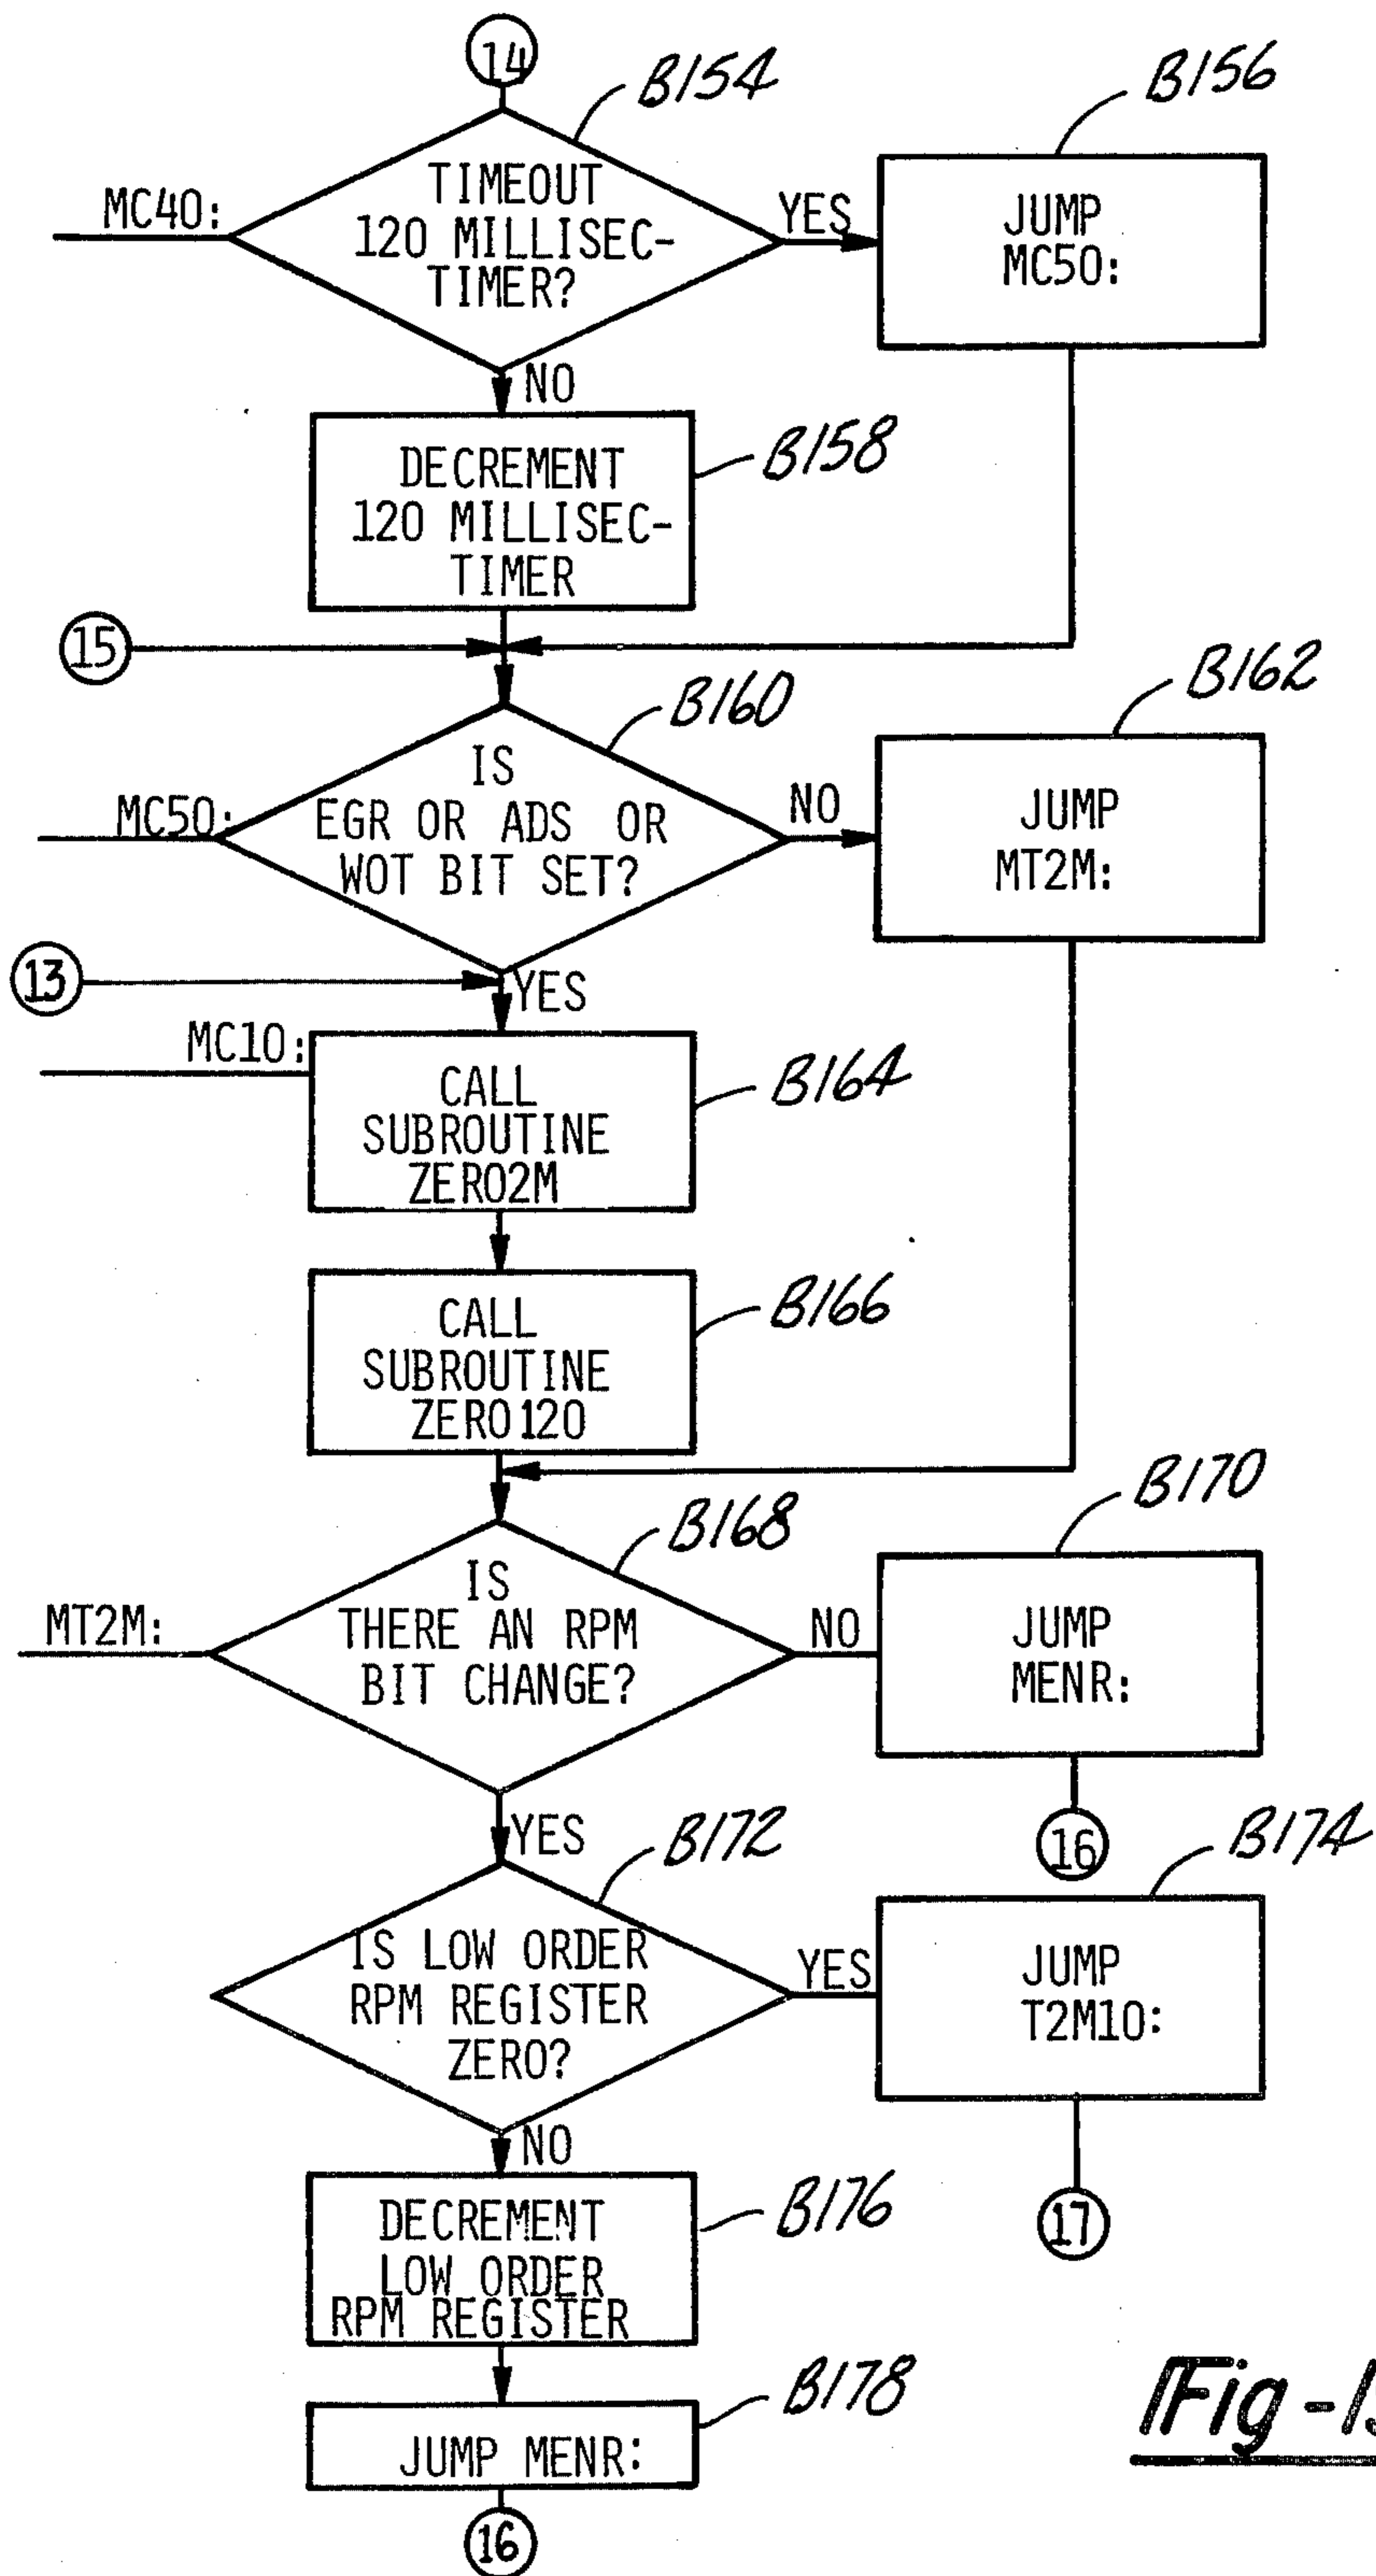 14
B154
B156
MC40:
TIMEOUT
120 MILLISEC-
TIMER?
YES
JUMP
MC50:
NO
DECREMENT
120 MILLISEC-
TIMER
B158
15
B160
B162
MC50:
IS
EGR OR ADS OR
WOT BIT SET?
NO
JUMP
MT2M:
13
YES
MC10:
CALL
SUBROUTINE
ZERO2M
B164
CALL
SUBROUTINE
ZERO120
B166
B168
B170
MT2M:
IS
THERE AN RPM
BIT CHANGE?
NO
JUMP
MENR:
16
YES
B172
B174
IS LOW ORDER
RPM REGISTER
ZERO?
YES
JUMP
T2M10:
17
NO
DECREMENT
LOW ORDER
RPM REGISTER
B176
B178
JUMP MENR:
16